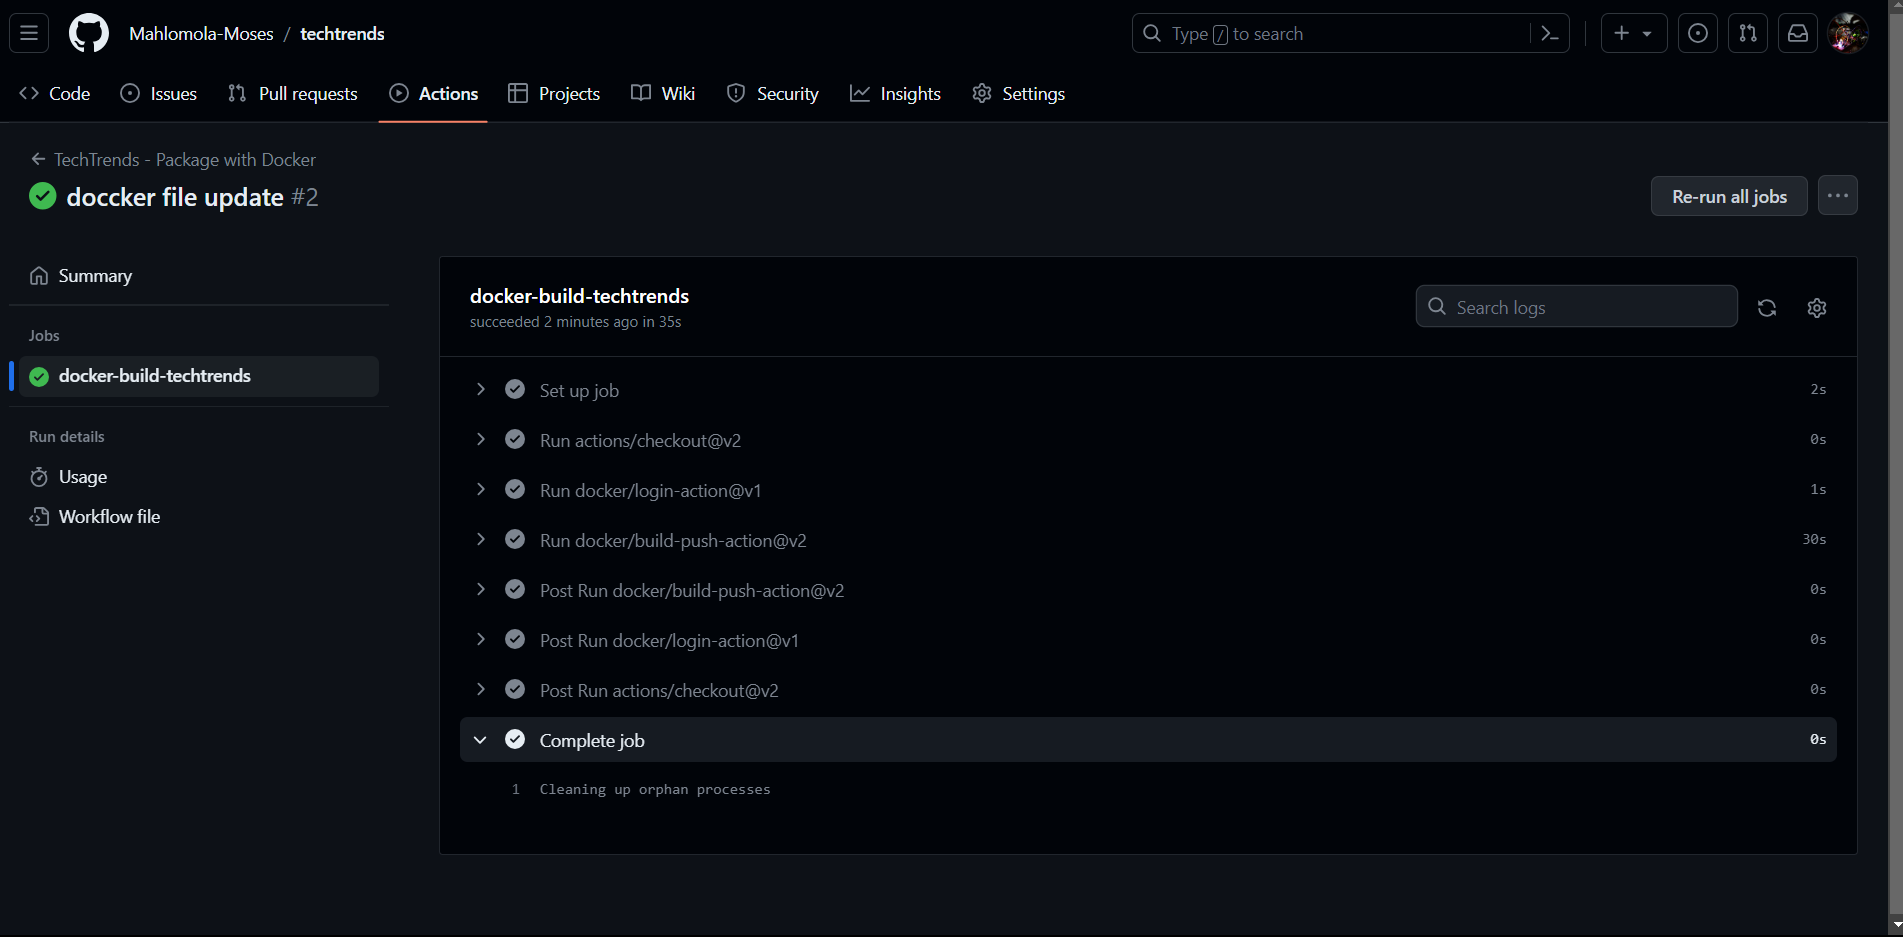 Mahlomola-Moses / techtrends
Type / to search
Code Issues Pull requests Actions Projects Wiki Security Insights Settings
TechTrends - Package with Docker
doccker file update #2
Re-run all jobs
Summary
Jobs
docker-build-techtrends
Run details
Usage
Workflow file
docker-build-techtrends
succeeded 2 minutes ago in 35s
Search logs
Set up job 2s
Run actions/checkout@v2 0s
Run docker/login-action@v1 1s
Run docker/build-push-action@v2 30s
Post Run docker/build-push-action@v2 0s
Post Run docker/login-action@v1 0s
Post Run actions/checkout@v2 0s
Complete job 0s
1 Cleaning up orphan processes